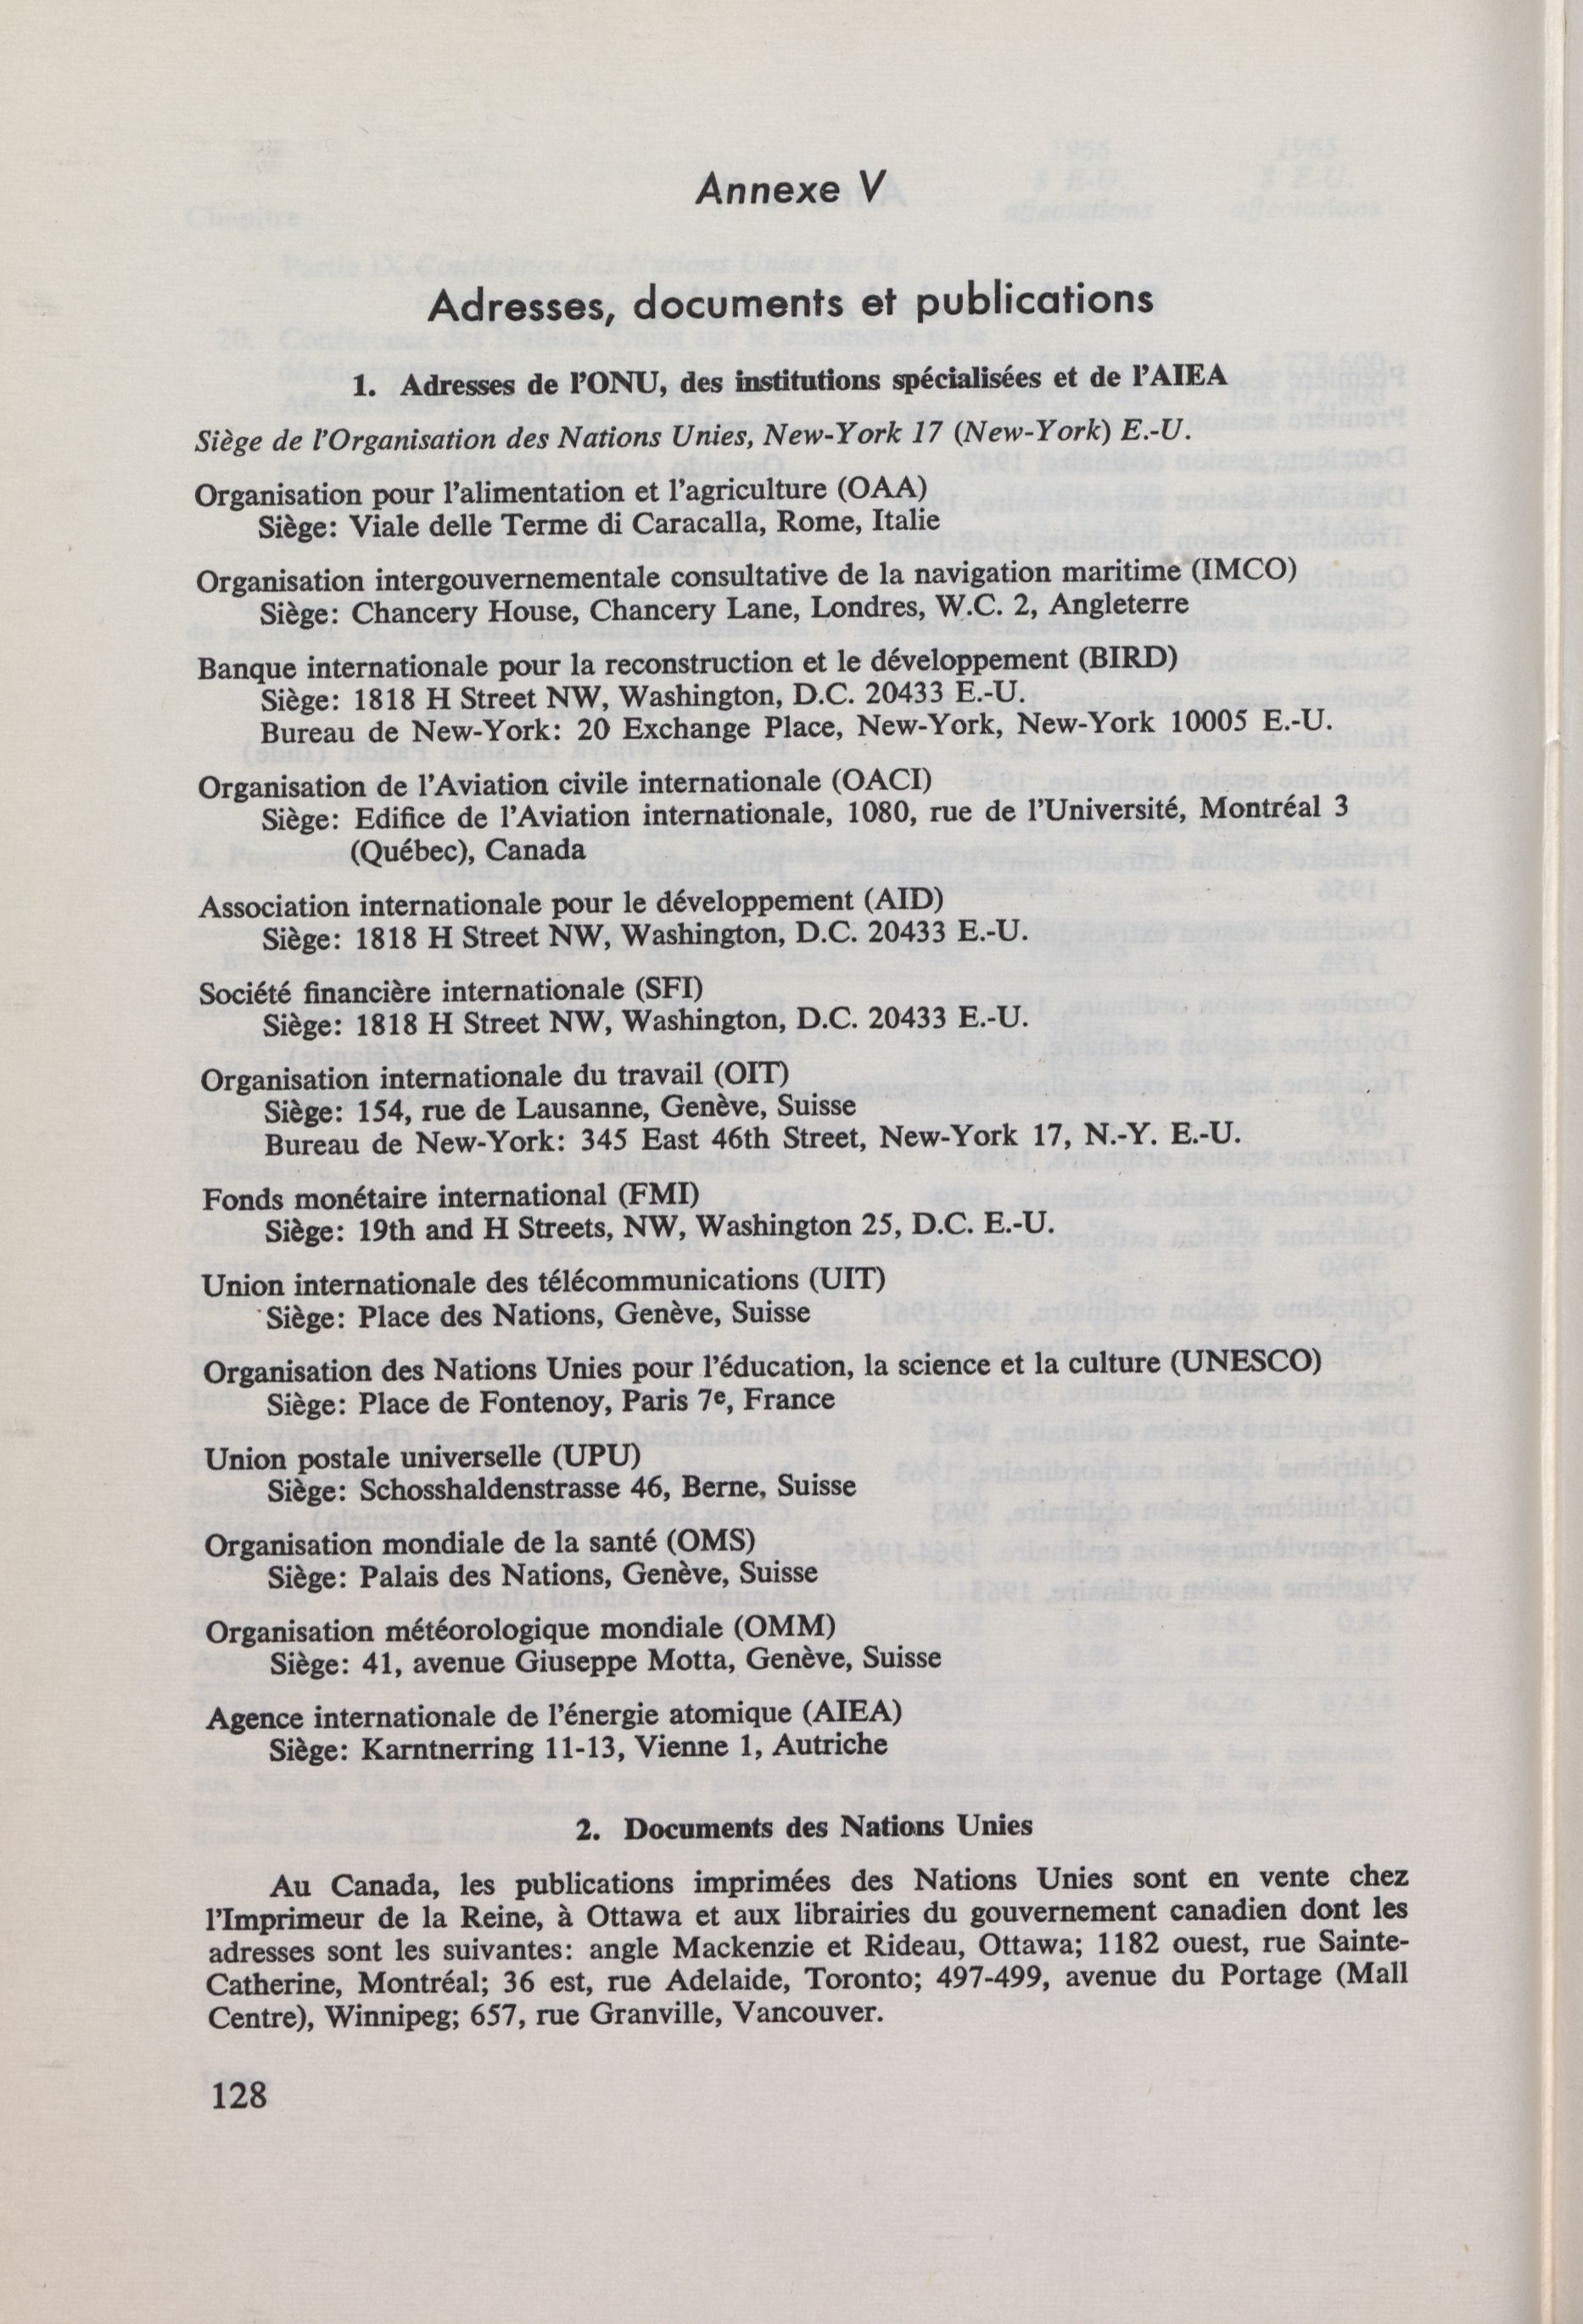 Annexe V
Adresses, documents et publications
1. Adresses de l'ONU, des institutions spécialisées et de l'AIEA
Siège de l'Organisation des Nations Unies, New-York 17 (New-York) E.-U.
Organisation pour l'alimentation et l'agriculture (OAA)
Siège: Viale delle Terme di Caracalla, Rome, Italie
Organisation intergouvernementale consultative de la navigation maritime (IMCO)
Siège: Chancery House, Chancery Lane, Londres, W.C. 2, Angleterre
Banque internationale pour la reconstruction et le développement (BIRD)
Siège: 1818 H Street NW, Washington, D.C. 20433 E.-U.
Bureau de New-York: 20 Exchange Place, New-York, New-York 10005 E.-U.
Organisation de l'Aviation civile internationale (OACI)
Siège: Edifice de l'Aviation internationale, 1080, rue de l'Université, Montréal 3
(Québec), Canada
Association internationale pour le développement (AID)
Siège: 1818 H Street NW, Washington, D.C. 20433 E.-U.
Société financière internationale (SFI)
Siège: 1818 H Street NW, Washington, D.C. 20433 E.-U.
Organisation internationale du travail (OIT)
Siège: 154, rue de Lausanne, Genève, Suisse
Bureau de New-York: 345 East 46th Street, New-York 17, N.-Y. E.-U.
Fonds monétaire international (FMI)
Siège: 19th and H Streets, NW, Washington 25, D.C. E.-U.
Union internationale des télécommunications (UIT)
Siège: Place des Nations, Genève, Suisse
Organisation des Nations Unies pour l'éducation, la science et la culture (UNESCO)
Siège: Place de Fontenoy, Paris 7e, France
Union postale universelle (UPU)
Siège: Schosshaldenstrasse 46, Berne, Suisse
Organisation mondiale de la santé (OMS)
Siège: Palais des Nations, Genève, Suisse
Organisation météorologique mondiale (OMM)
Siège: 41, avenue Giuseppe Motta, Genève, Suisse
Agence internationale de l'énergie atomique (AIEA)
Siège: Karntnerring 11-13, Vienne 1, Autriche
2. Documents des Nations Unies
Au Canada, les publications imprimées des Nations Unies sont en vente chez
l'Imprimeur de la Reine, à Ottawa et aux librairies du gouvernement canadien dont les
adresses sont les suivantes: angle Mackenzie et Rideau, Ottawa; 1182 ouest, rue Sainte-
Catherine, Montréal; 36 est, rue Adelaide, Toronto; 497-499, avenue du Portage (Mall
Centre), Winnipeg; 657, rue Granville, Vancouver.
128